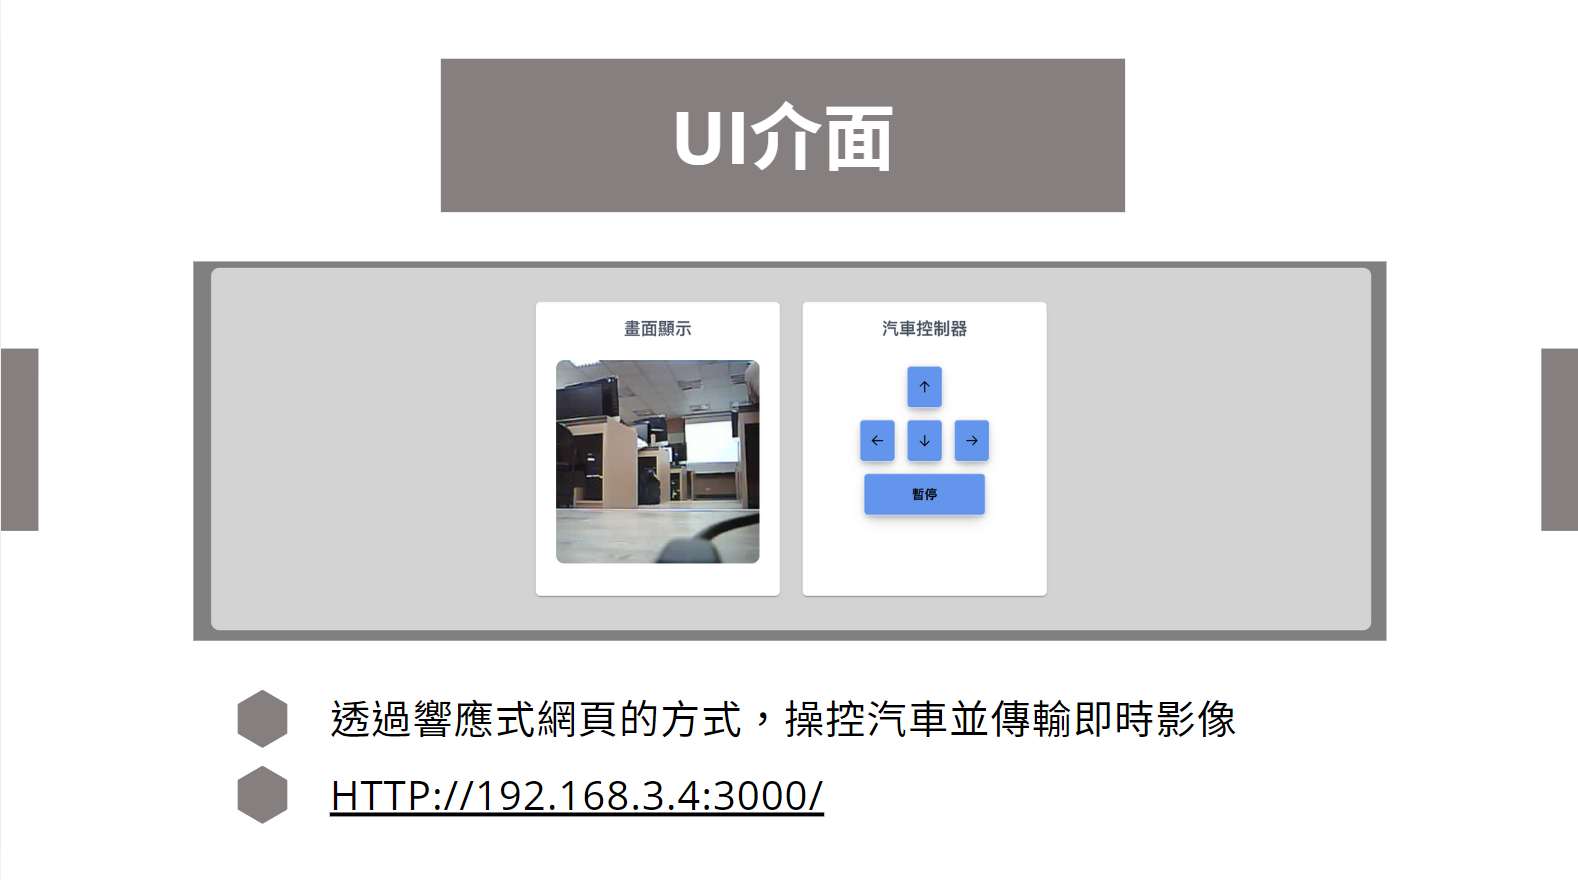 UI介面
畫面顯示
汽車控制器
↑
← ↓ →
暫停
透過響應式網頁的方式，操控汽車並傳輸即時影像
HTTP://192.168.3.4:3000/